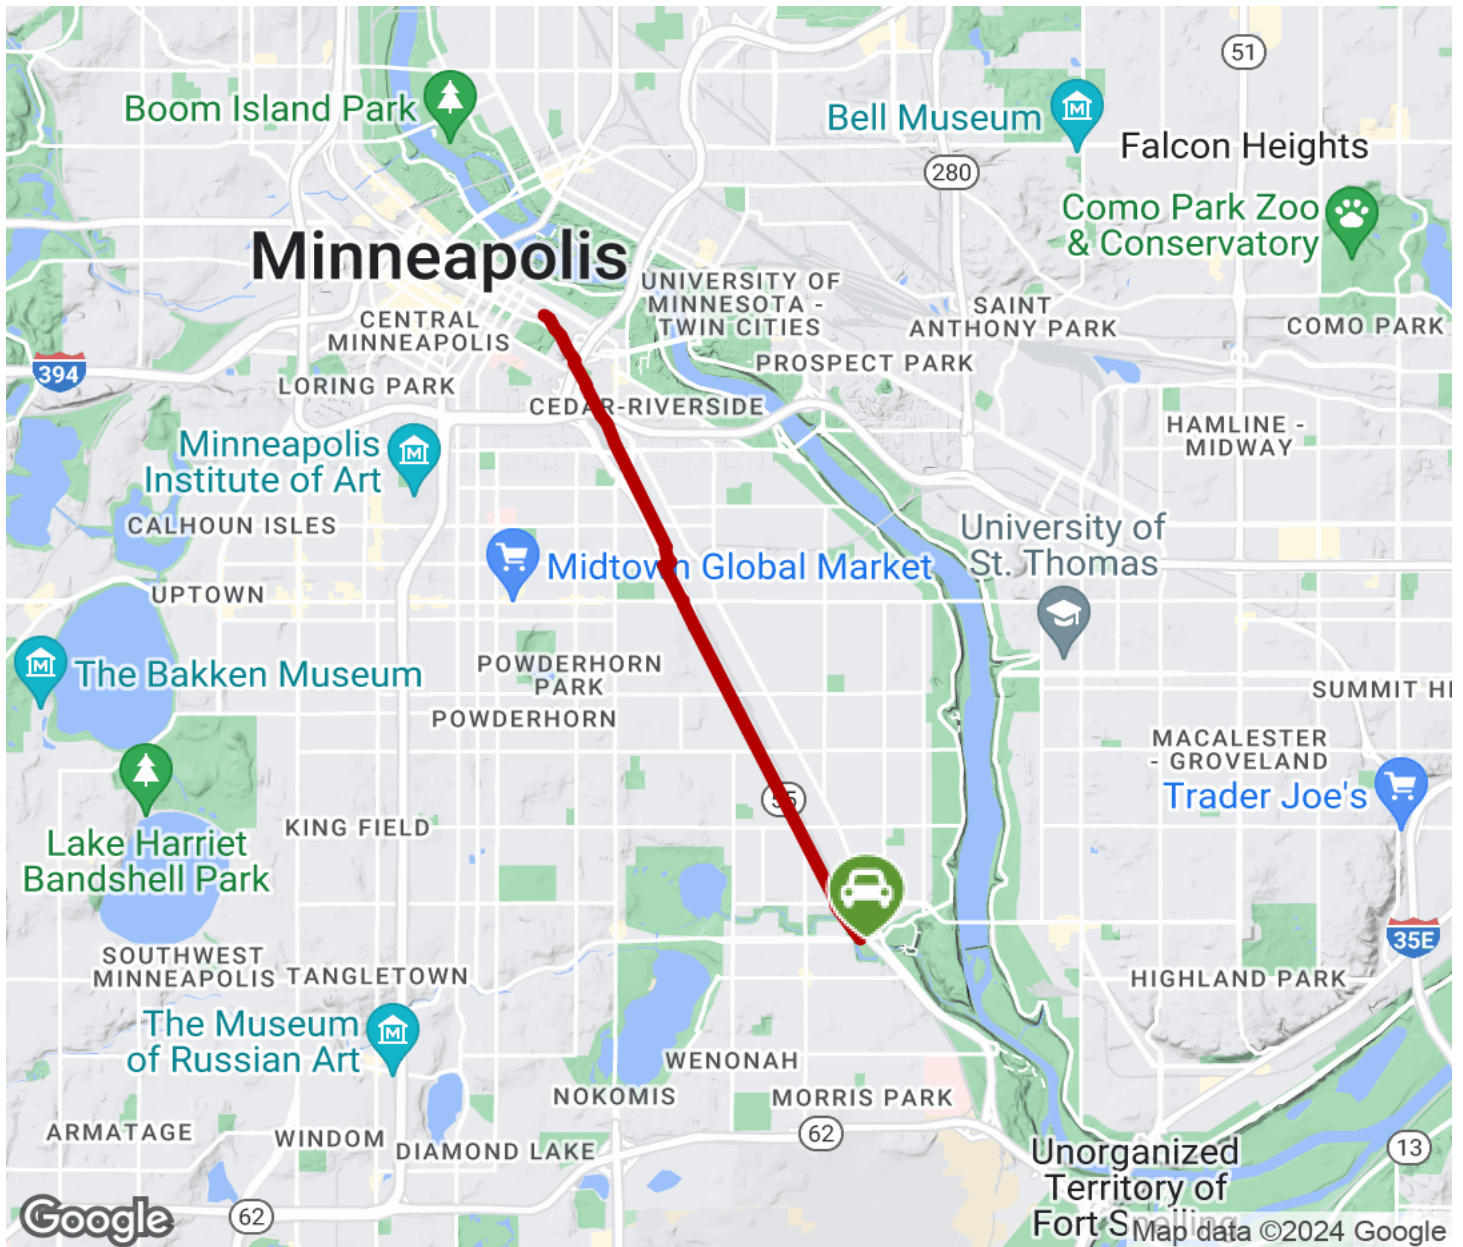 51
Boom Island Park
Bell Museum
Falcon Heights
280
Como Park Zoo
& Conservatory
Minneapolis
UNIVERSITY OF
MINNESOTA -
TWIN CITIES
SAINT
ANTHONY PARK
COMO PARK
CENTRAL
MINNEAPOLIS
PROSPECT PARK
394
LORING PARK
CEDAR-RIVERSIDE
HAMLINE -
MIDWAY
Minneapolis
Institute of Art
CALHOUN ISLES
University of
St. Thomas
Midtown Global Market
UPTOWN
The Bakken Museum
POWDERHORN
PARK
SUMMIT HI
POWDERHORN
MACALESTER
- GROVELAND
55
Trader Joe's
KING FIELD
Lake Harriet
Bandshell Park
35E
SOUTHWEST
MINNEAPOLIS
TANGLETOWN
HIGHLAND PARK
The Museum
of Russian Art
WENONAH
NOKOMIS
MORRIS PARK
ARMATAGE
WINDOM
DIAMOND LAKE
62
13
Unorganized
Territory of
Fort Snelling
62
Google
Map data ©2024 Google